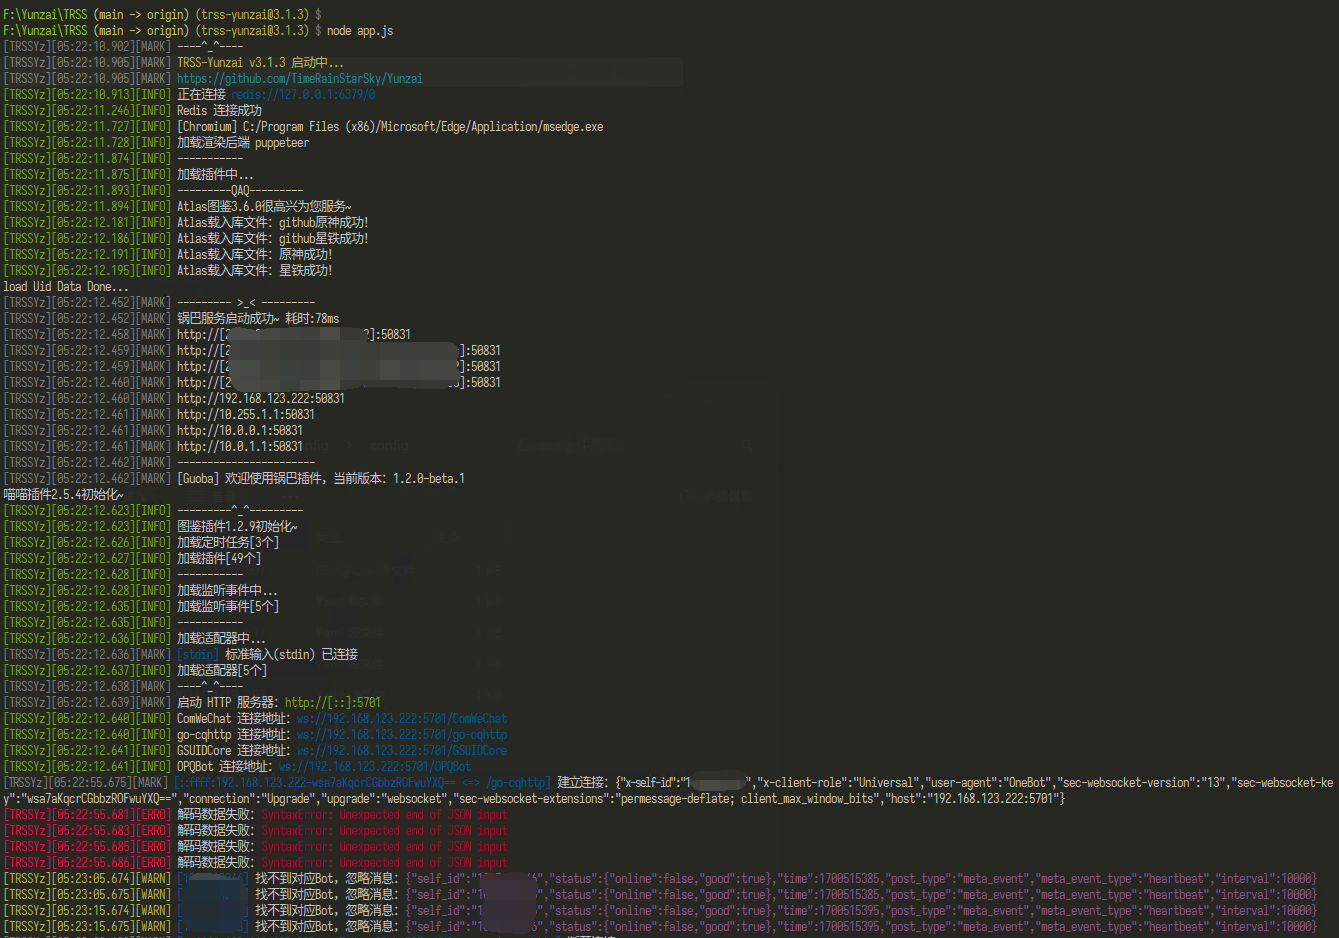 F:\Yunzai\TRSS (main -> origin) (trss-yunzai@3.1.3) $
F:\Yunzai\TRSS (main -> origin) (trss-yunzai@3.1.3) $ node app.js
[TRSSYz][05:22:10.902][MARK] ----^_^----
[TRSSYz][05:22:10.905][MARK] TRSS-Yunzai v3.1.3 启动中...
[TRSSYz][05:22:10.905][MARK] https://github.com/TimeRainStarSky/Yunzai
[TRSSYz][05:22:10.913][INFO] 正在连接 redis://127.0.0.1:6379/0
[TRSSYz][05:22:11.246][INFO] Redis 连接成功
[TRSSYz][05:22:11.727][INFO] [Chromium] C:/Program Files (x86)/Microsoft/Edge/Application/msedge.exe
[TRSSYz][05:22:11.728][INFO] 加载渲染后端 puppeteer
[TRSSYz][05:22:11.874][INFO] -----------
[TRSSYz][05:22:11.875][INFO] 加载插件中...
[TRSSYz][05:22:11.893][INFO] ---------QAQ---------
[TRSSYz][05:22:11.894][INFO] Atlas图鉴3.6.0很高兴为您服务~
[TRSSYz][05:22:12.181][INFO] Atlas载入库文件：github原神成功！
[TRSSYz][05:22:12.186][INFO] Atlas载入库文件：github星铁成功！
[TRSSYz][05:22:12.191][INFO] Atlas载入库文件：原神成功！
[TRSSYz][05:22:12.195][INFO] Atlas载入库文件：星铁成功！
load Uid Data Done...
[TRSSYz][05:22:12.452][MARK] --------- >_< ---------
[TRSSYz][05:22:12.452][MARK] 锅巴服务启动成功~ 耗时:78ms
[TRSSYz][05:22:12.458][MARK] http://[2 ]:50831
[TRSSYz][05:22:12.459][MARK] http://[2 ]:50831
[TRSSYz][05:22:12.459][MARK] http://[2 ]:50831
[TRSSYz][05:22:12.460][MARK] http://[2 ]:50831
[TRSSYz][05:22:12.460][MARK] http://192.168.123.222:50831
[TRSSYz][05:22:12.461][MARK] http://10.255.1.1:50831
[TRSSYz][05:22:12.461][MARK] http://10.0.0.1:50831
[TRSSYz][05:22:12.461][MARK] http://10.0.1.1:50831
[TRSSYz][05:22:12.462][MARK] -----------------------
[TRSSYz][05:22:12.462][MARK] [Guoba] 欢迎使用锅巴插件，当前版本：1.2.0-beta.1
喵喵插件2.5.4初始化~
[TRSSYz][05:22:12.623][INFO] ---------^_^---------
[TRSSYz][05:22:12.623][INFO] 图鉴插件1.2.9初始化~
[TRSSYz][05:22:12.626][INFO] 加载定时任务[3个]
[TRSSYz][05:22:12.627][INFO] 加载插件[49个]
[TRSSYz][05:22:12.628][INFO] -----------
[TRSSYz][05:22:12.628][INFO] 加载监听事件中...
[TRSSYz][05:22:12.635][INFO] 加载监听事件[5个]
[TRSSYz][05:22:12.635][INFO] -----------
[TRSSYz][05:22:12.636][INFO] 加载适配器中...
[TRSSYz][05:22:12.636][MARK] [stdin] 标准输入(stdin) 已连接
[TRSSYz][05:22:12.637][INFO] 加载适配器[5个]
[TRSSYz][05:22:12.638][MARK] ----^_^----
[TRSSYz][05:22:12.639][MARK] 启动 HTTP 服务器：http://[::]:5701
[TRSSYz][05:22:12.640][INFO] ComWeChat 连接地址：ws://192.168.123.222:5701/ComWeChat
[TRSSYz][05:22:12.640][INFO] go-cqhttp 连接地址：ws://192.168.123.222:5701/go-cqhttp
[TRSSYz][05:22:12.641][INFO] GSUIDCore 连接地址：ws://192.168.123.222:5701/GSUIDCore
[TRSSYz][05:22:12.641][INFO] OPQBot 连接地址：ws://192.168.123.222:5701/OPQBot
[TRSSYz][05:22:55.675][MARK] [::ffff:192.168.123.222-wsa7aKqcrCGbbzROFwuYXQ== <=> /go-cqhttp] 建立连接：{"x-self-id":"1 ","x-client-role":"Universal","user-agent":"OneBot","sec-websocket-version":"13","sec-websocket-ke
y":"wsa7aKqcrCGbbzROFwuYXQ==","connection":"Upgrade","upgrade":"websocket","sec-websocket-extensions":"permessage-deflate; client_max_window_bits","host":"192.168.123.222:5701"}
[TRSSYz][05:22:55.681][ERRO] 解码数据失败：SyntaxError: Unexpected end of JSON input
[TRSSYz][05:22:55.683][ERRO] 解码数据失败：SyntaxError: Unexpected end of JSON input
[TRSSYz][05:22:55.685][ERRO] 解码数据失败：SyntaxError: Unexpected end of JSON input
[TRSSYz][05:22:55.686][ERRO] 解码数据失败：SyntaxError: Unexpected end of JSON input
[TRSSYz][05:23:05.674][WARN] [1 ] 找不到对应Bot，忽略消息：{"self_id":"1 6","status":{"online":false,"good":true},"time":1700515385,"post_type":"meta_event","meta_event_type":"heartbeat","interval":10000}
[TRSSYz][05:23:05.675][WARN] [ ] 找不到对应Bot，忽略消息：{"self_id":"1 ","status":{"online":false,"good":true},"time":1700515385,"post_type":"meta_event","meta_event_type":"heartbeat","interval":10000}
[TRSSYz][05:23:15.674][WARN] [ ] 找不到对应Bot，忽略消息：{"self_id":"1 ","status":{"online":false,"good":true},"time":1700515395,"post_type":"meta_event","meta_event_type":"heartbeat","interval":10000}
[TRSSYz][05:23:15.675][WARN] [1 ] 找不到对应Bot，忽略消息：{"self_id":"1 6","status":{"online":false,"good":true},"time":1700515395,"post_type":"meta_event","meta_event_type":"heartbeat","interval":10000}